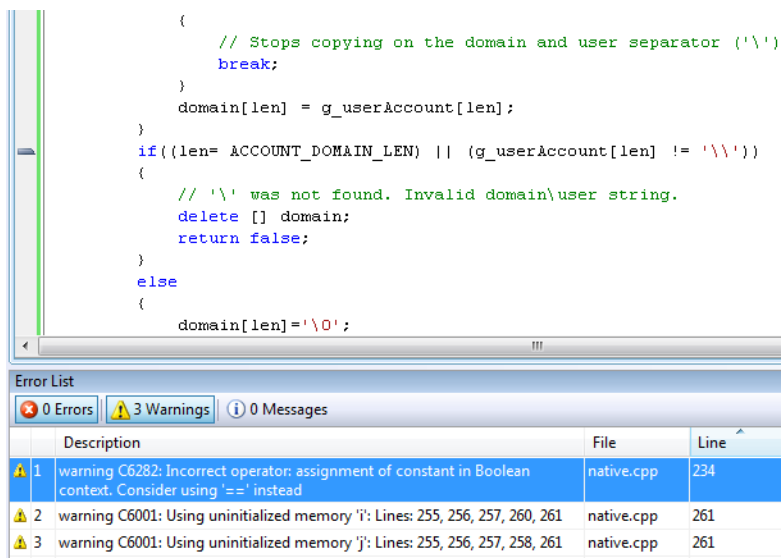 {
// Stops copying on the domain and user separator ('\')
break;
}
domain[len] = g_userAccount[len];
}
if((len= ACCOUNT_DOMAIN_LEN) || (g_userAccount[len] != '\\'))
{
// '\' was not found. Invalid domain\user string.
delete [] domain;
return false;
}
else
{
domain[len]='\0';
Error List
0 Errors 3 Warnings 0 Messages
Description File Line
1 warning C6282: Incorrect operator: assignment of constant in Boolean native.cpp 234
context. Consider using '==' instead
2 warning C6001: Using uninitialized memory 'i': Lines: 255, 256, 257, 260, 261 native.cpp 261
3 warning C6001: Using uninitialized memory 'j': Lines: 255, 256, 257, 258, 261 native.cpp 261